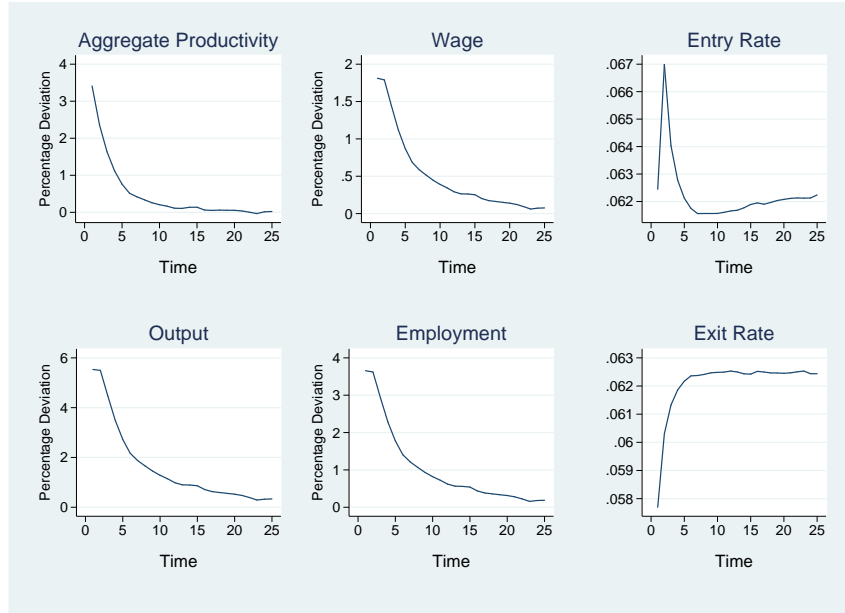 Aggregate Productivity
Percentage Deviation
4
3
2
1
0
0 5 10 15 20 25
Time
Wage
Percentage Deviation
2
1.5
1
.5
0
0 5 10 15 20 25
Time
Entry Rate
.067
.066
.065
.064
.063
.062
0 5 10 15 20 25
Time
Output
Percentage Deviation
6
4
2
0
0 5 10 15 20 25
Time
Employment
Percentage Deviation
4
3
2
1
0
0 5 10 15 20 25
Time
Exit Rate
.063
.062
.061
.06
.059
.058
0 5 10 15 20 25
Time